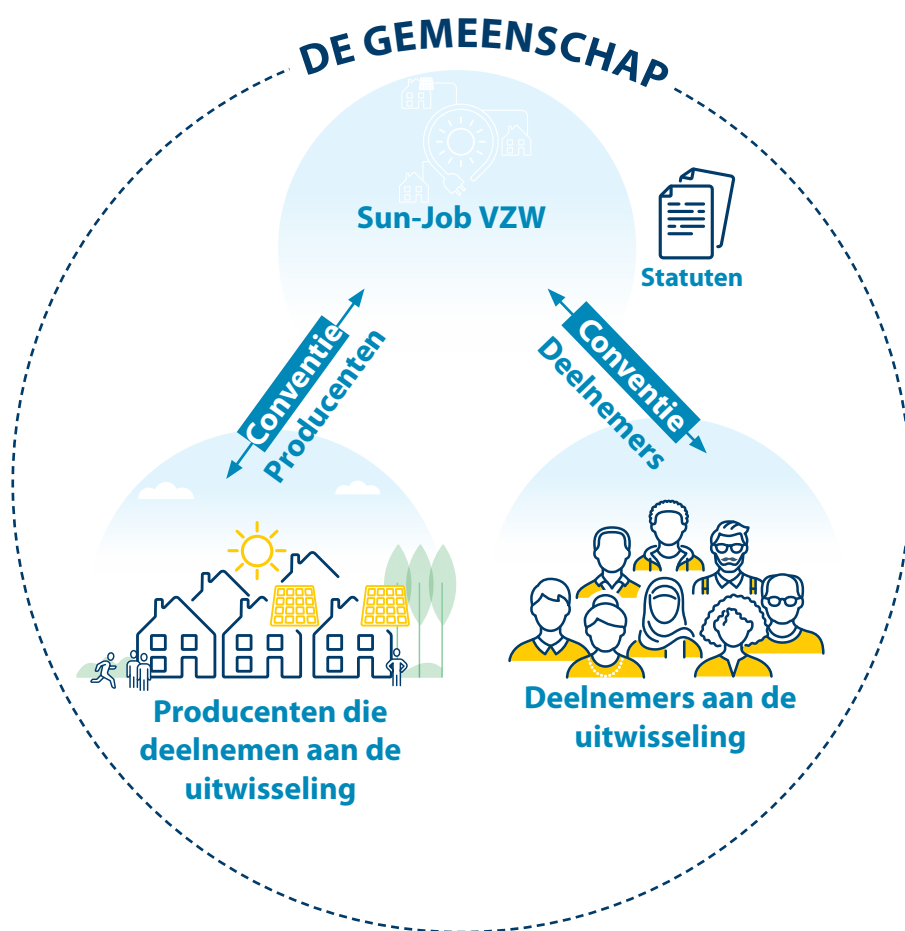 DE GEMEENSCHAP
Sun-Job VZW
Statuten
Conventie
Producenten
Conventie
Deelnemers
Producenten die
deelnemen aan de
uitwisseling
Deelnemers aan de
uitwisseling